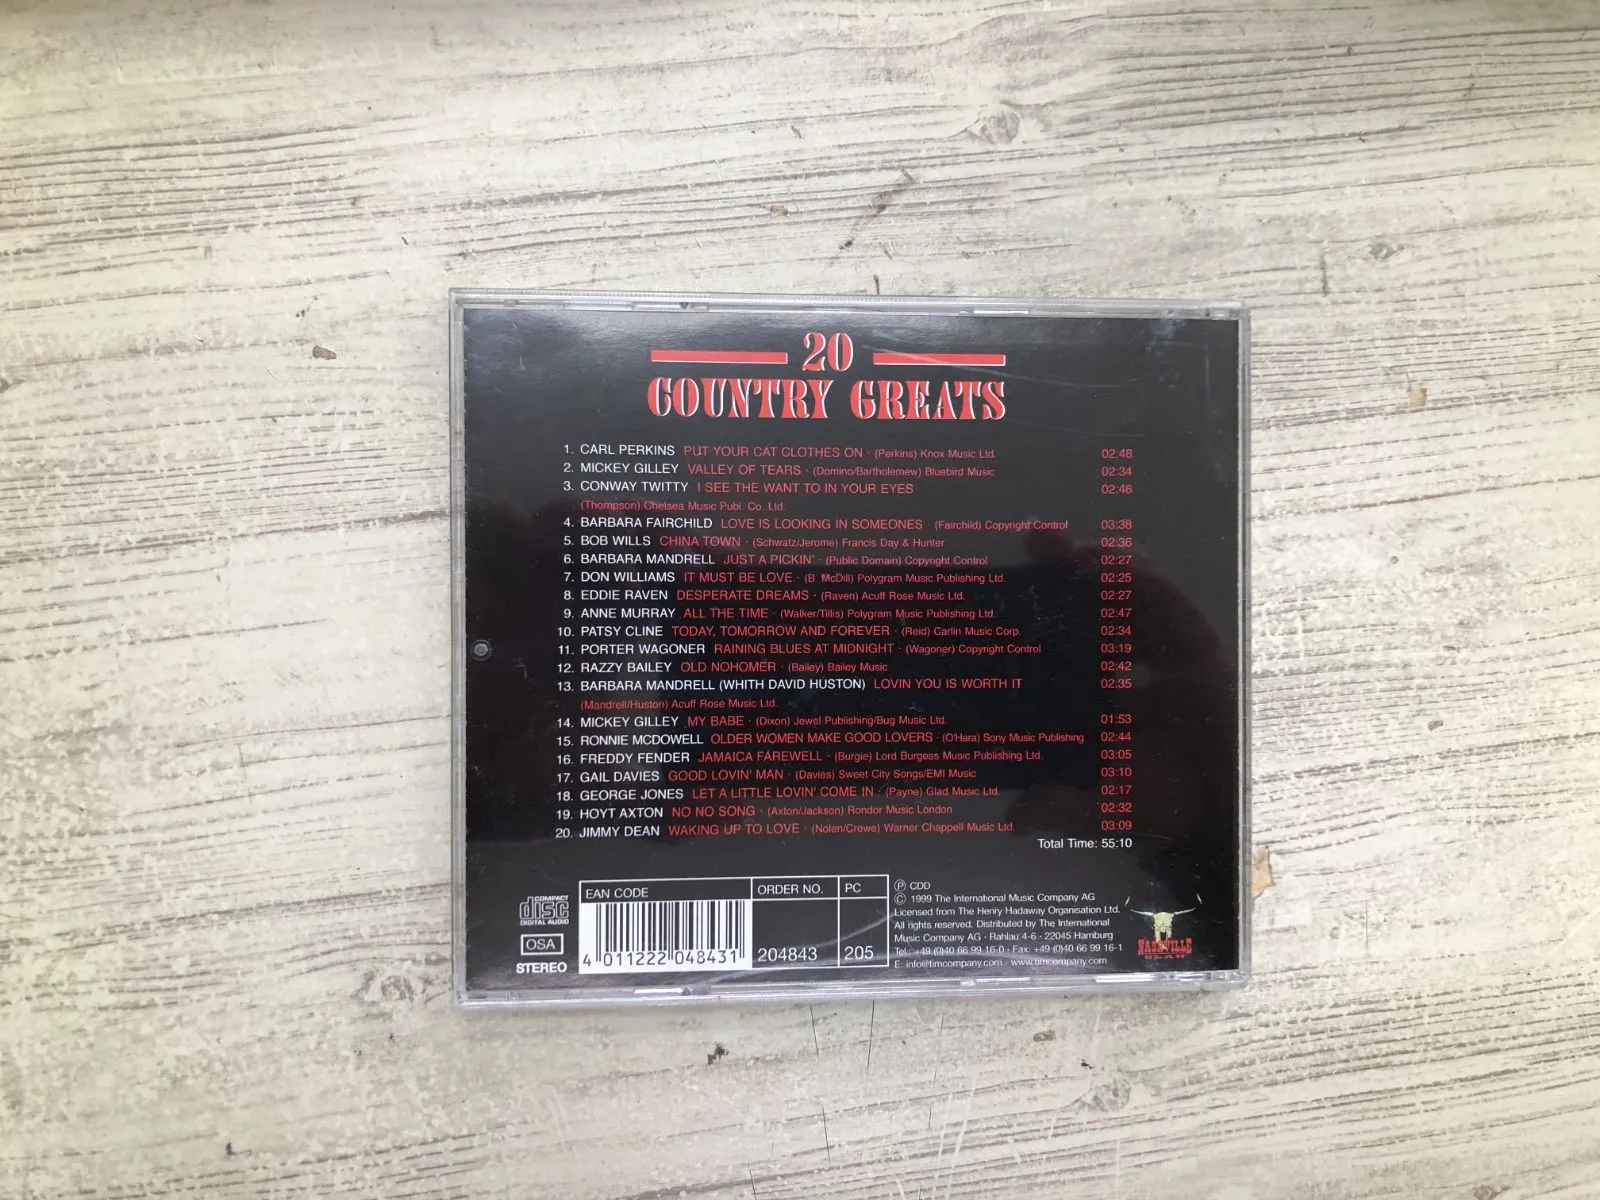 20
COUNTRY GREATS
1. CARL PERKINS PUT YOUR CAT CLOTHES ON · (Perkins) Knox Music Ltd. 02:48
2. MICKEY GILLEY VALLEY OF TEARS · (Domino/Bartholemew) Bluebird Music 02:34
3. CONWAY TWITTY I SEE THE WANT TO IN YOUR EYES 02:46
(Thompson) Chelsea Music Publ. Co. Ltd.
4. BARBARA FAIRCHILD LOVE IS LOOKING IN SOMEONES · (Fairchild) Copyright Control 03:38
5. BOB WILLS CHINA TOWN · (Schwatz/Jerome) Francis Day & Hunter 02:36
6. BARBARA MANDRELL JUST A PICKIN' · (Public Domain) Copyright Control 02:27
7. DON WILLIAMS IT MUST BE LOVE · (B. McDill) Polygram Music Publishing Ltd. 02:25
8. EDDIE RAVEN DESPERATE DREAMS · (Raven) Acuff Rose Music Ltd. 02:27
9. ANNE MURRAY ALL THE TIME · (Walker/Tillis) Polygram Music Publishing Ltd. 02:47
10. PATSY CLINE TODAY, TOMORROW AND FOREVER · (Reid) Carlin Music Corp. 02:34
11. PORTER WAGONER RAINING BLUES AT MIDNIGHT · (Wagoner) Copyright Control 03:19
12. RAZZY BAILEY OLD NOHOMER · (Bailey) Bailey Music 02:42
13. BARBARA MANDRELL (WHITH DAVID HUSTON) LOVIN YOU IS WORTH IT 02:35
(Mandrell/Huston) Acuff Rose Music Ltd.
14. MICKEY GILLEY MY BABE · (Dixon) Jewel Publishing/Bug Music Ltd. 01:53
15. RONNIE MCDOWELL OLDER WOMEN MAKE GOOD LOVERS · (O'Hara) Sony Music Publishing 02:44
16. FREDDY FENDER JAMAICA FAREWELL · (Burgie) Lord Burgess Music Publishing Ltd. 03:05
17. GAIL DAVIES GOOD LOVIN' MAN · (Davies) Sweet City Songs/EMI Music 03:10
18. GEORGE JONES LET A LITTLE LOVIN' COME IN · (Payne) Glad Music Ltd. 02:17
19. HOYT AXTON NO NO SONG · (Axton/Jackson) Rondor Music London 02:32
20. JIMMY DEAN WAKING UP TO LOVE · (Nolen/Crewe) Warner Chappell Music Ltd. 03:09
Total Time: 55:10
COMPACT
disc
DIGITAL AUDIO
OSA
STEREO
EAN CODE
4 011222 048431
ORDER NO.
204843
PC
205
Ⓟ CDD
© 1999 The International Music Company AG
Licensed from The Henry Hadaway Organisation Ltd.
All rights reserved. Distributed by The International
Music Company AG · Rahlau 4-6 · 22045 Hamburg
Tel.: +49 (0)40 66 99 16-0 · Fax: +49 (0)40 66 99 16-1
E: info@timcompany.com · www.timcompany.com
NASHVILLE